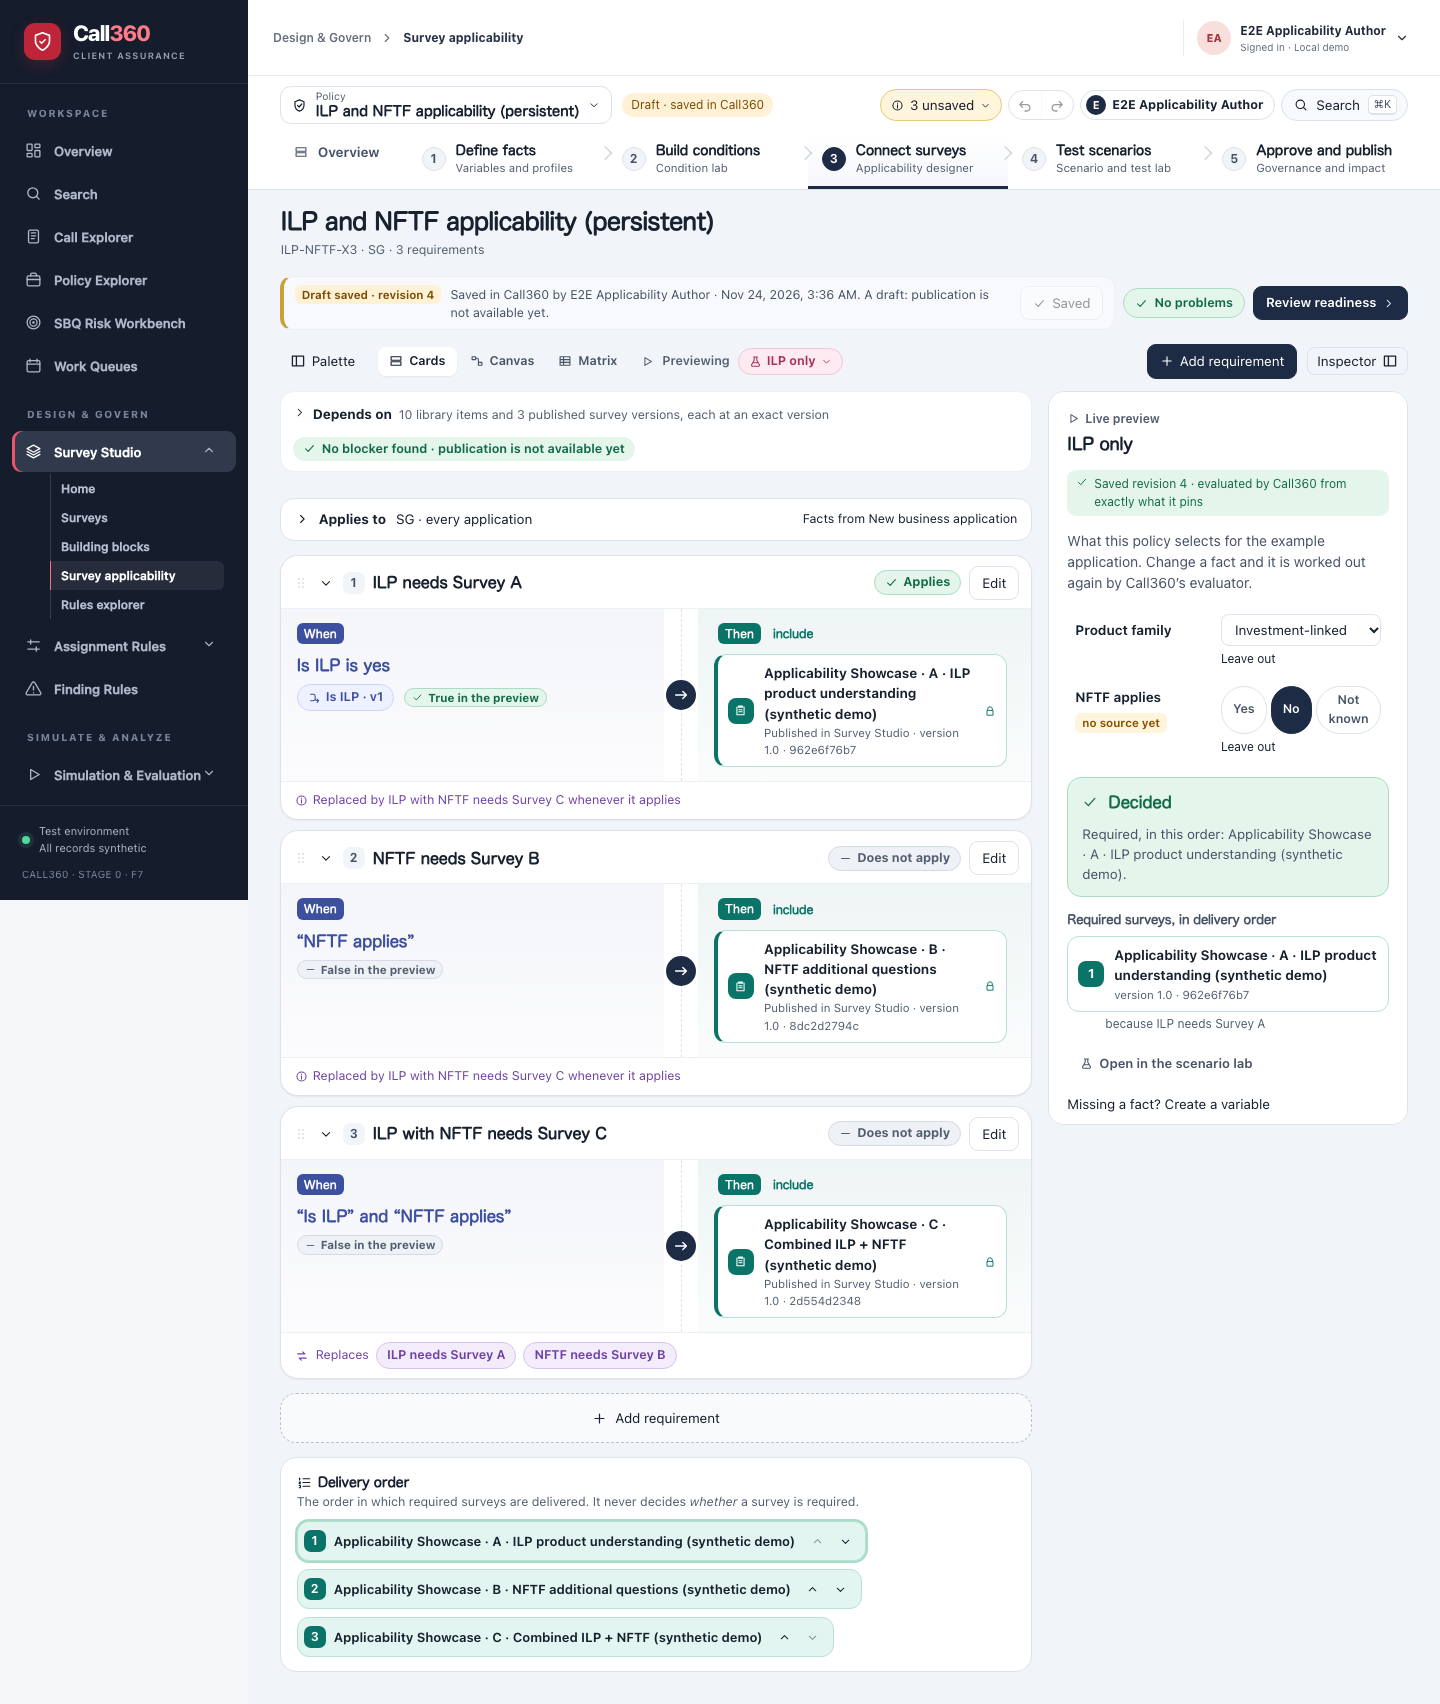 Call360
CLIENT ASSURANCE
WORKSPACE
Overview
Search
Call Explorer
Policy Explorer
SBQ Risk Workbench
Work Queues
DESIGN & GOVERN
Survey Studio
Home
Surveys
Building blocks
Survey applicability
Rules explorer
Assignment Rules
Finding Rules
SIMULATE & ANALYZE
Simulation & Evaluation
Test environment
All records synthetic
CALL360 · STAGE 0 · F7
Design & Govern
Survey applicability
EA
E2E Applicability Author
Signed in · Local demo
Policy
ILP and NFTF applicability (persistent)
Draft · saved in Call360
3 unsaved
E
E2E Applicability Author
Search
⌘K
Overview
1
Define facts
Variables and profiles
2
Build conditions
Condition lab
3
Connect surveys
Applicability designer
4
Test scenarios
Scenario and test lab
5
Approve and publish
Governance and impact
ILP and NFTF applicability (persistent)
ILP-NFTF-X3 · SG · 3 requirements
Draft saved · revision 4
Saved in Call360 by E2E Applicability Author · Nov 24, 2026, 3:36 AM. A draft: publication is
not available yet.
Saved
No problems
Review readiness
Palette
Cards
Canvas
Matrix
Previewing
ILP only
Add requirement
Inspector
Depends on 10 library items and 3 published survey versions, each at an exact version
No blocker found · publication is not available yet
Applies to SG · every application
Facts from New business application
1
ILP needs Survey A
Applies
Edit
When
Is ILP is yes
Is ILP · v1
True in the preview
Then include
Applicability Showcase · A · ILP
product understanding
(synthetic demo)
Published in Survey Studio · version
1.0 · 962e6f76b7
Replaced by ILP with NFTF needs Survey C whenever it applies
2
NFTF needs Survey B
Does not apply
Edit
When
“NFTF applies”
False in the preview
Then include
Applicability Showcase · B ·
NFTF additional questions
(synthetic demo)
Published in Survey Studio · version
1.0 · 8dc2d2794c
Replaced by ILP with NFTF needs Survey C whenever it applies
3
ILP with NFTF needs Survey C
Does not apply
Edit
When
“Is ILP” and “NFTF applies”
False in the preview
Then include
Applicability Showcase · C ·
Combined ILP + NFTF
(synthetic demo)
Published in Survey Studio · version
1.0 · 2d554d2348
Replaces
ILP needs Survey A
NFTF needs Survey B
Add requirement
Delivery order
The order in which required surveys are delivered. It never decides whether a survey is required.
1 Applicability Showcase · A · ILP product understanding (synthetic demo)
2 Applicability Showcase · B · NFTF additional questions (synthetic demo)
3 Applicability Showcase · C · Combined ILP + NFTF (synthetic demo)
Live preview
ILP only
Saved revision 4 · evaluated by Call360 from
exactly what it pins
What this policy selects for the example
application. Change a fact and it is worked out
again by Call360’s evaluator.
Product family
Investment-linked
Leave out
NFTF applies
no source yet
Yes
No
Not
known
Leave out
Decided
Required, in this order: Applicability Showcase
· A · ILP product understanding (synthetic
demo).
Required surveys, in delivery order
1
Applicability Showcase · A · ILP product
understanding (synthetic demo)
version 1.0 · 962e6f76b7
because ILP needs Survey A
Open in the scenario lab
Missing a fact? Create a variable